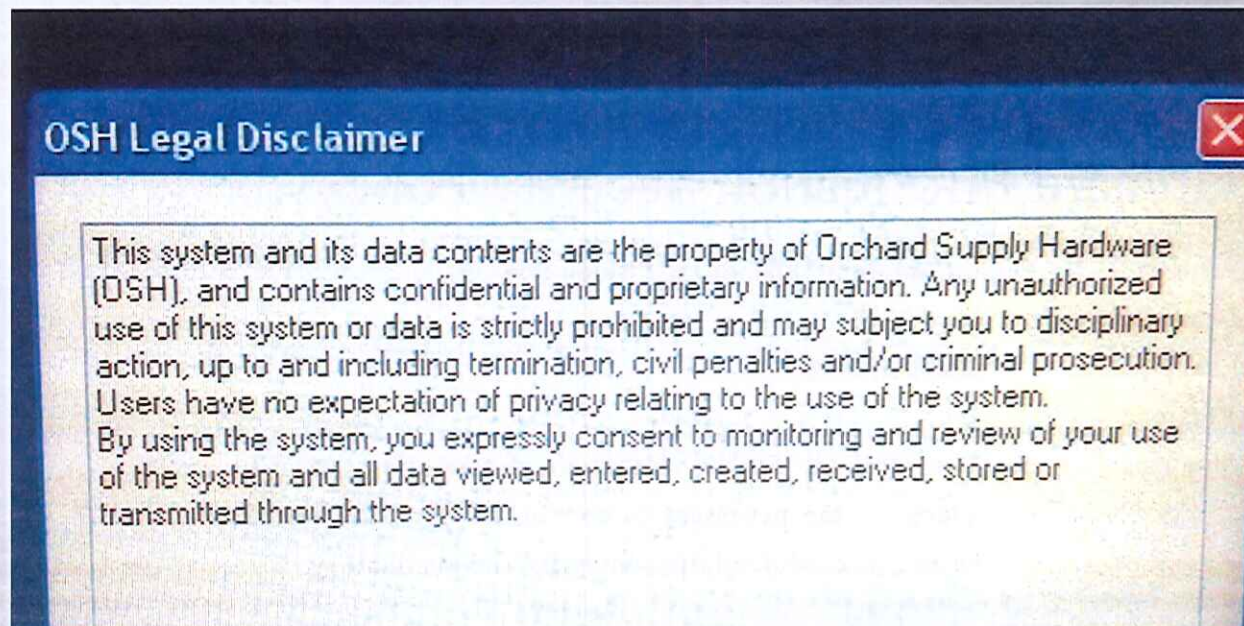 OSH Legal Disclaimer
This system and its data contents are the property of Orchard Supply Hardware
(OSH), and contains confidential and proprietary information. Any unauthorized
use of this system or data is strictly prohibited and may subject you to disciplinary
action, up to and including termination, civil penalties and/or criminal prosecution.
Users have no expectation of privacy relating to the use of the system.
By using the system, you expressly consent to monitoring and review of your use
of the system and all data viewed, entered, created, received, stored or
transmitted through the system.